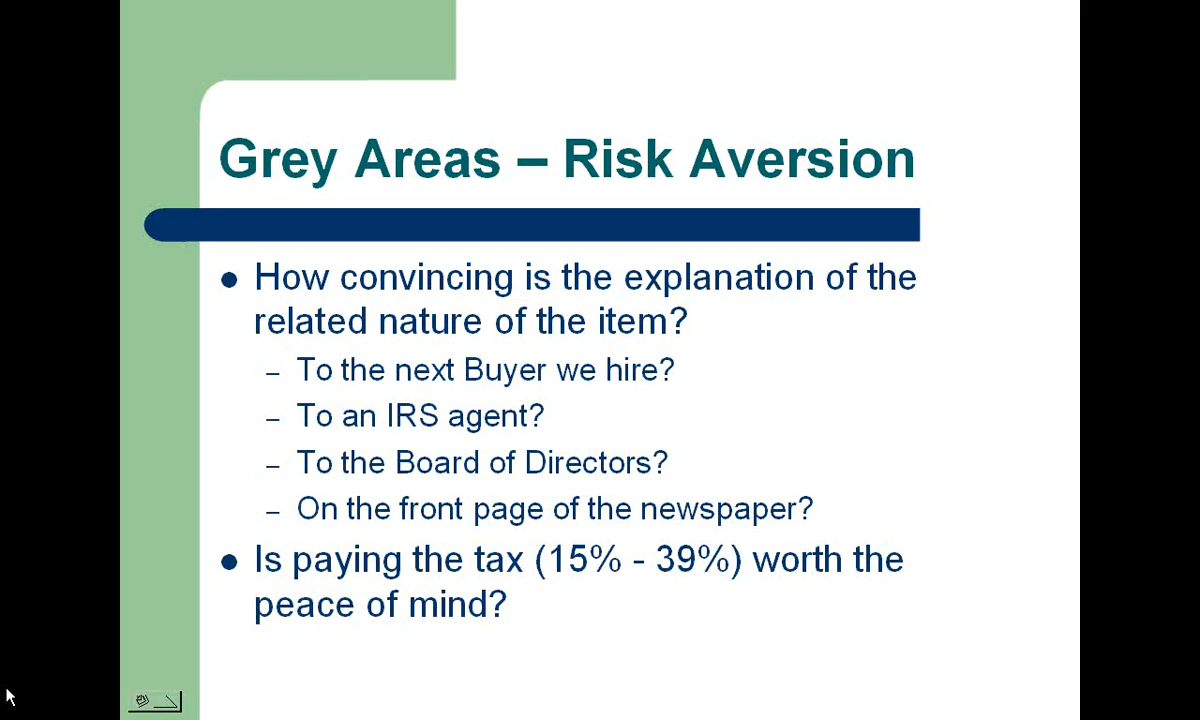 Grey Areas – Risk Aversion
● How convincing is the explanation of the
related nature of the item?
– To the next Buyer we hire?
– To an IRS agent?
– To the Board of Directors?
– On the front page of the newspaper?
● Is paying the tax (15% - 39%) worth the
peace of mind?